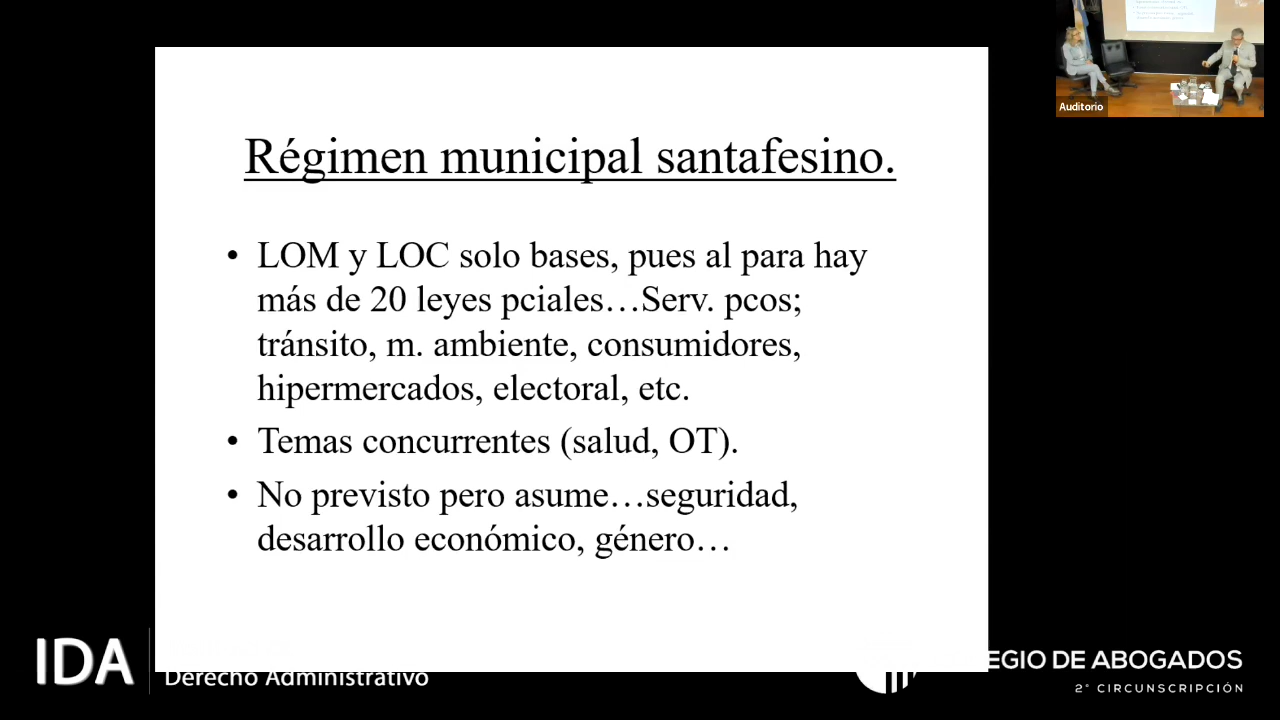 Régimen municipal santafesino.
• LOM y LOC solo bases, pues al para hay
más de 20 leyes pciales…Serv. pcos;
tránsito, m. ambiente, consumidores,
hipermercados, electoral, etc.
• Temas concurrentes (salud, OT).
• No previsto pero asume…seguridad,
desarrollo económico, género…
Auditorio
IDA
Derecho Administrativo
EGIO DE ABOGADOS
2° CIRCUNSCRIPCIÓN